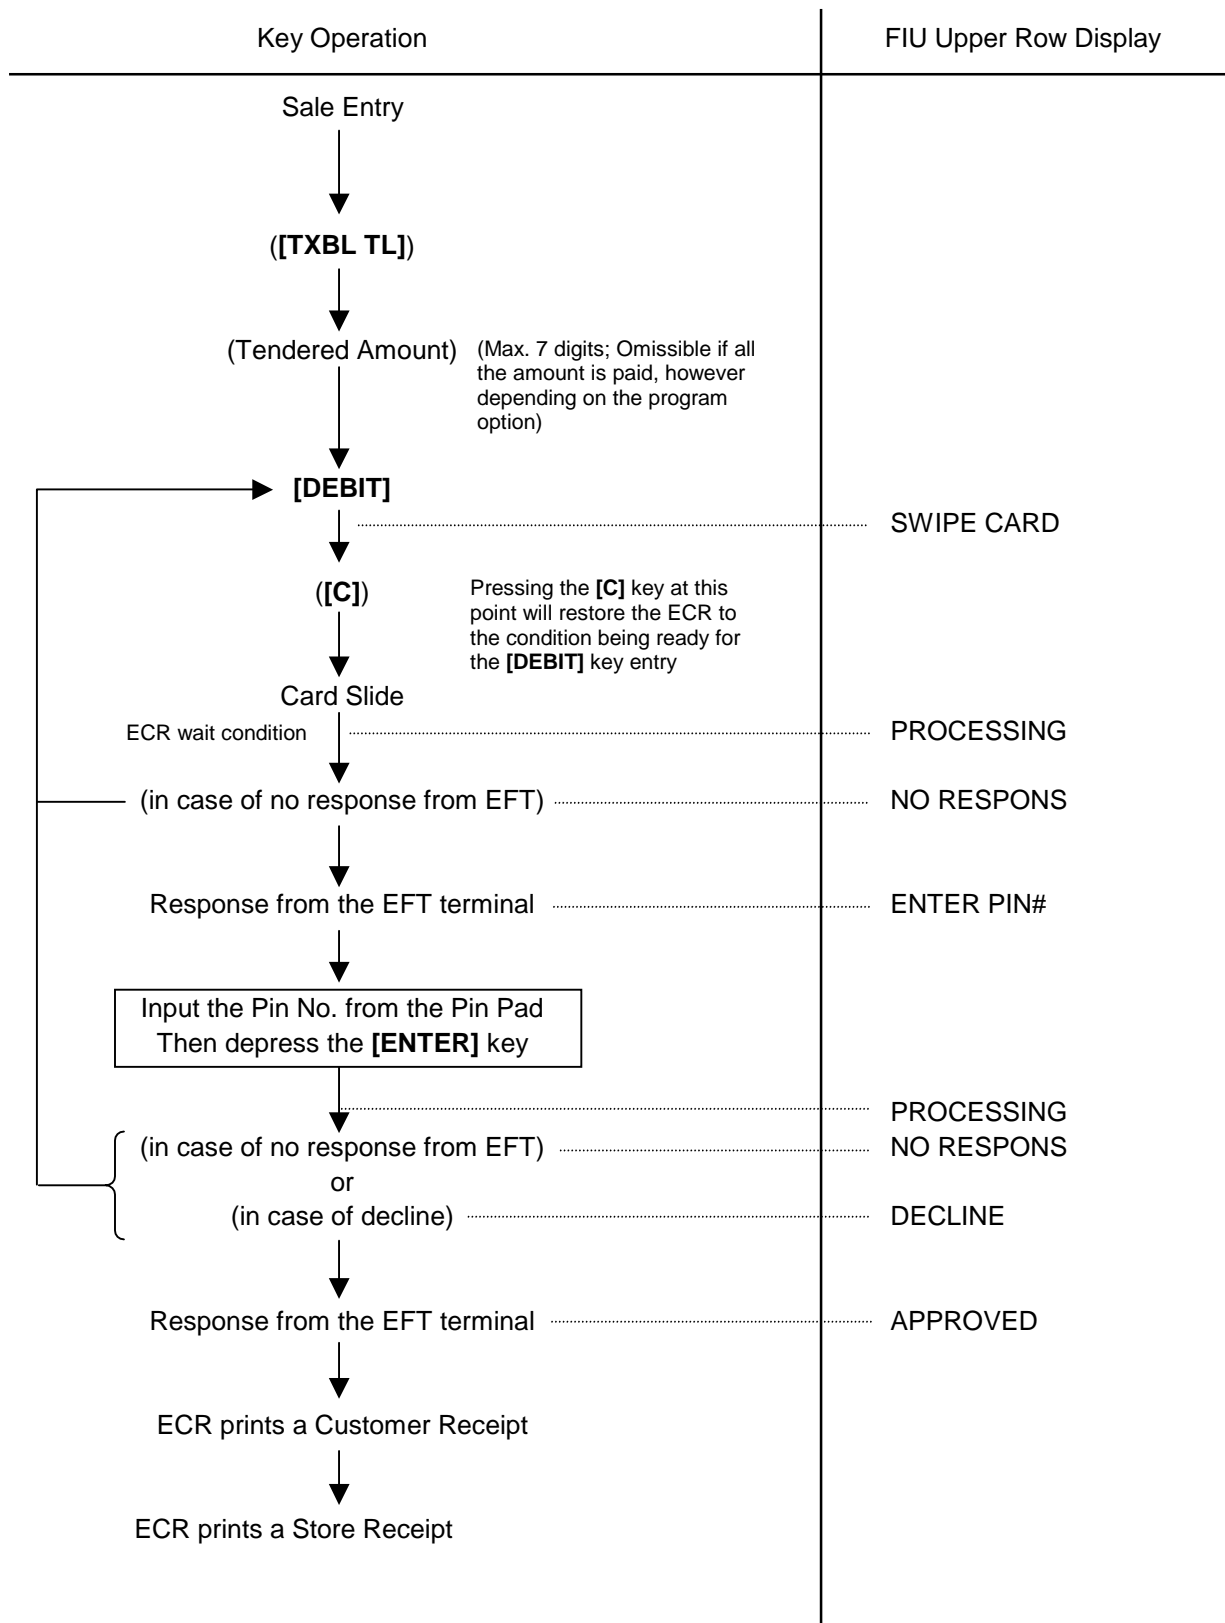 Key Operation
FIU Upper Row Display
Sale Entry
([TXBL TL])
(Tendered Amount)
(Max. 7 digits; Omissible if all
the amount is paid, however
depending on the program
option)
[DEBIT]
SWIPE CARD
([C])
Pressing the [C] key at this
point will restore the ECR to
the condition being ready for
the [DEBIT] key entry
Card Slide
ECR wait condition
PROCESSING
(in case of no response from EFT)
NO RESPONS
Response from the EFT terminal
ENTER PIN#
Input the Pin No. from the Pin Pad
Then depress the [ENTER] key
PROCESSING
(in case of no response from EFT)
NO RESPONS
or
(in case of decline)
DECLINE
Response from the EFT terminal
APPROVED
ECR prints a Customer Receipt
ECR prints a Store Receipt